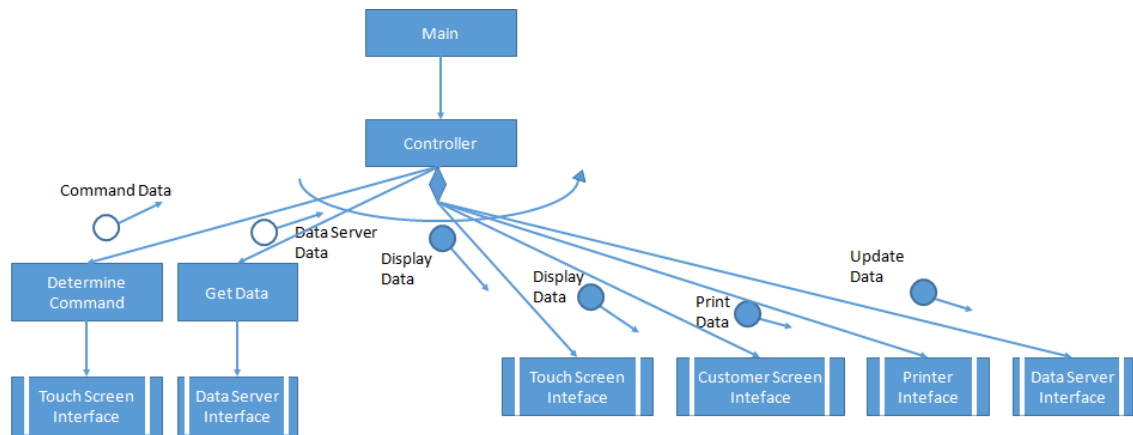 Main
Controller
Command Data
Data Server
Data
Display
Data
Display
Data
Print
Data
Update
Data
Determine
Command
Get Data
Touch Screen
Interface
Data Server
Interface
Touch Screen
Inteface
Customer Screen
Inteface
Printer
Inteface
Data Server
Interface